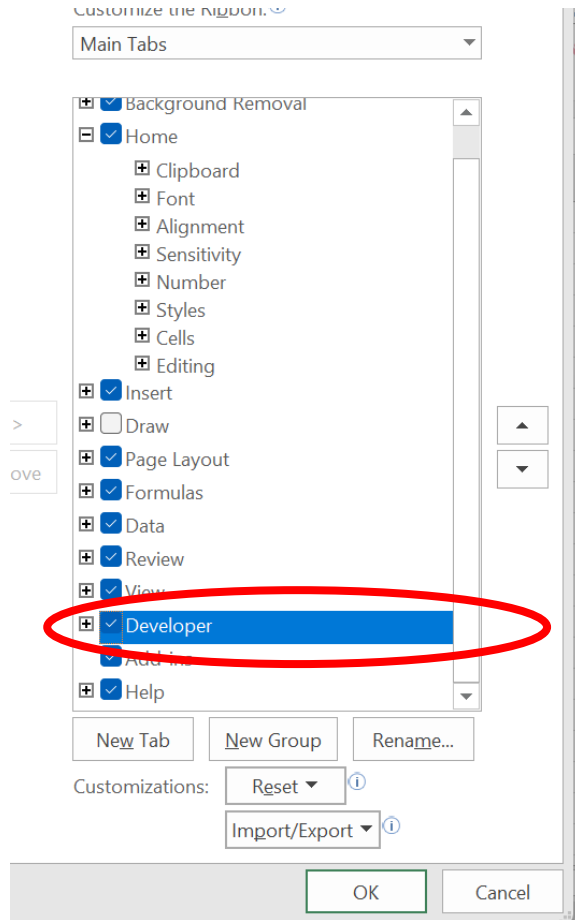 Customize the Ribbon:
Main Tabs
Background Removal
Home
Clipboard
Font
Alignment
Sensitivity
Number
Styles
Cells
Editing
Insert
>
Draw
ove
Page Layout
Formulas
Data
Review
View
Developer
Add-ins
Help
New Tab New Group Rename...
Customizations: Reset
Import/Export
OK Cancel